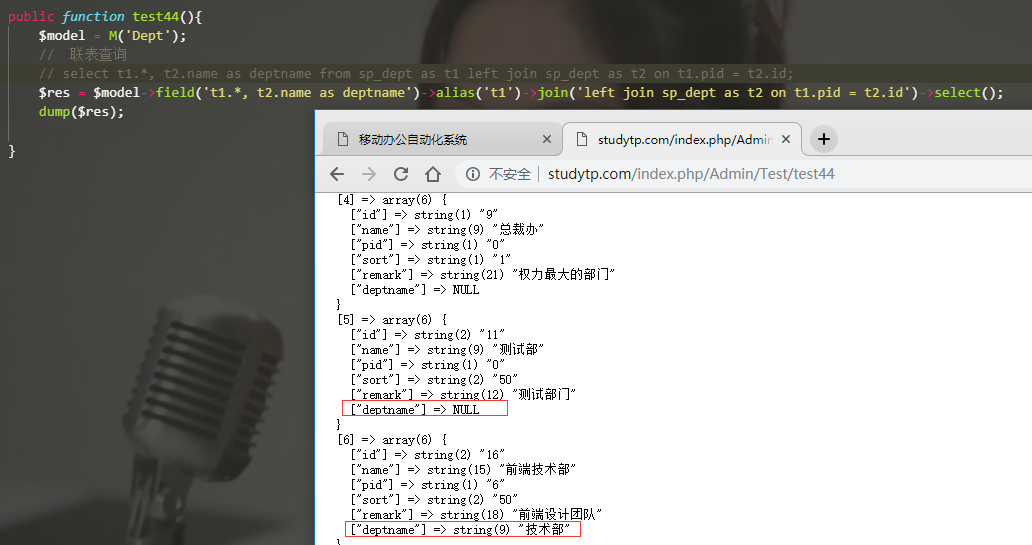 public function test44(){
$model = M('Dept');
// 联表查询
// select t1.*, t2.name as deptname from sp_dept as t1 left join sp_dept as t2 on t1.pid = t2.id;
$res = $model->field('t1.*, t2.name as deptname')->alias('t1')->join('left join sp_dept as t2 on t1.pid = t2.id')->select();
dump($res);
}
移动办公自动化系统 studytp.com/index.php/Admin
不安全 studytp.com/index.php/Admin/Test/test44
[4] => array(6) {
["id"] => string(1) "9"
["name"] => string(9) "总裁办"
["pid"] => string(1) "0"
["sort"] => string(1) "1"
["remark"] => string(21) "权力最大的部门"
["deptname"] => NULL
}
[5] => array(6) {
["id"] => string(2) "11"
["name"] => string(9) "测试部"
["pid"] => string(1) "0"
["sort"] => string(2) "50"
["remark"] => string(12) "测试部门"
["deptname"] => NULL
}
[6] => array(6) {
["id"] => string(2) "16"
["name"] => string(15) "前端技术部"
["pid"] => string(1) "6"
["sort"] => string(2) "50"
["remark"] => string(18) "前端设计团队"
["deptname"] => string(9) "技术部"
}